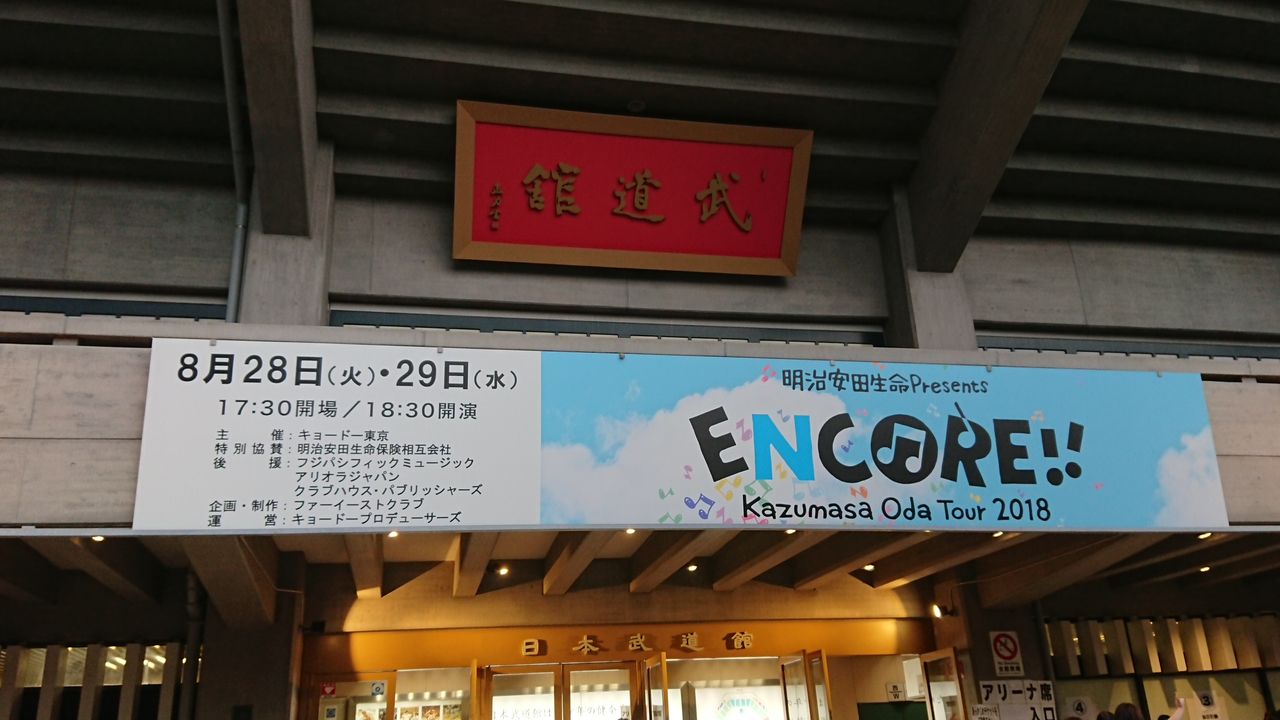 館道武
8月28日(火)・29日(水)
17:30開場／18:30開演
主催：キョードー東京
特別協賛：明治安田生命保険相互会社
後援：フジパシフィックミュージック
アリオラジャパン
クラブハウス・パブリッシャーズ
企画・制作：ファーイーストクラブ
運営：キョードープロデューサーズ
明治安田生命Presents
ENCORE!!
Kazumasa Oda Tour 2018
日本武道館
アリーナ席
入口
4
3